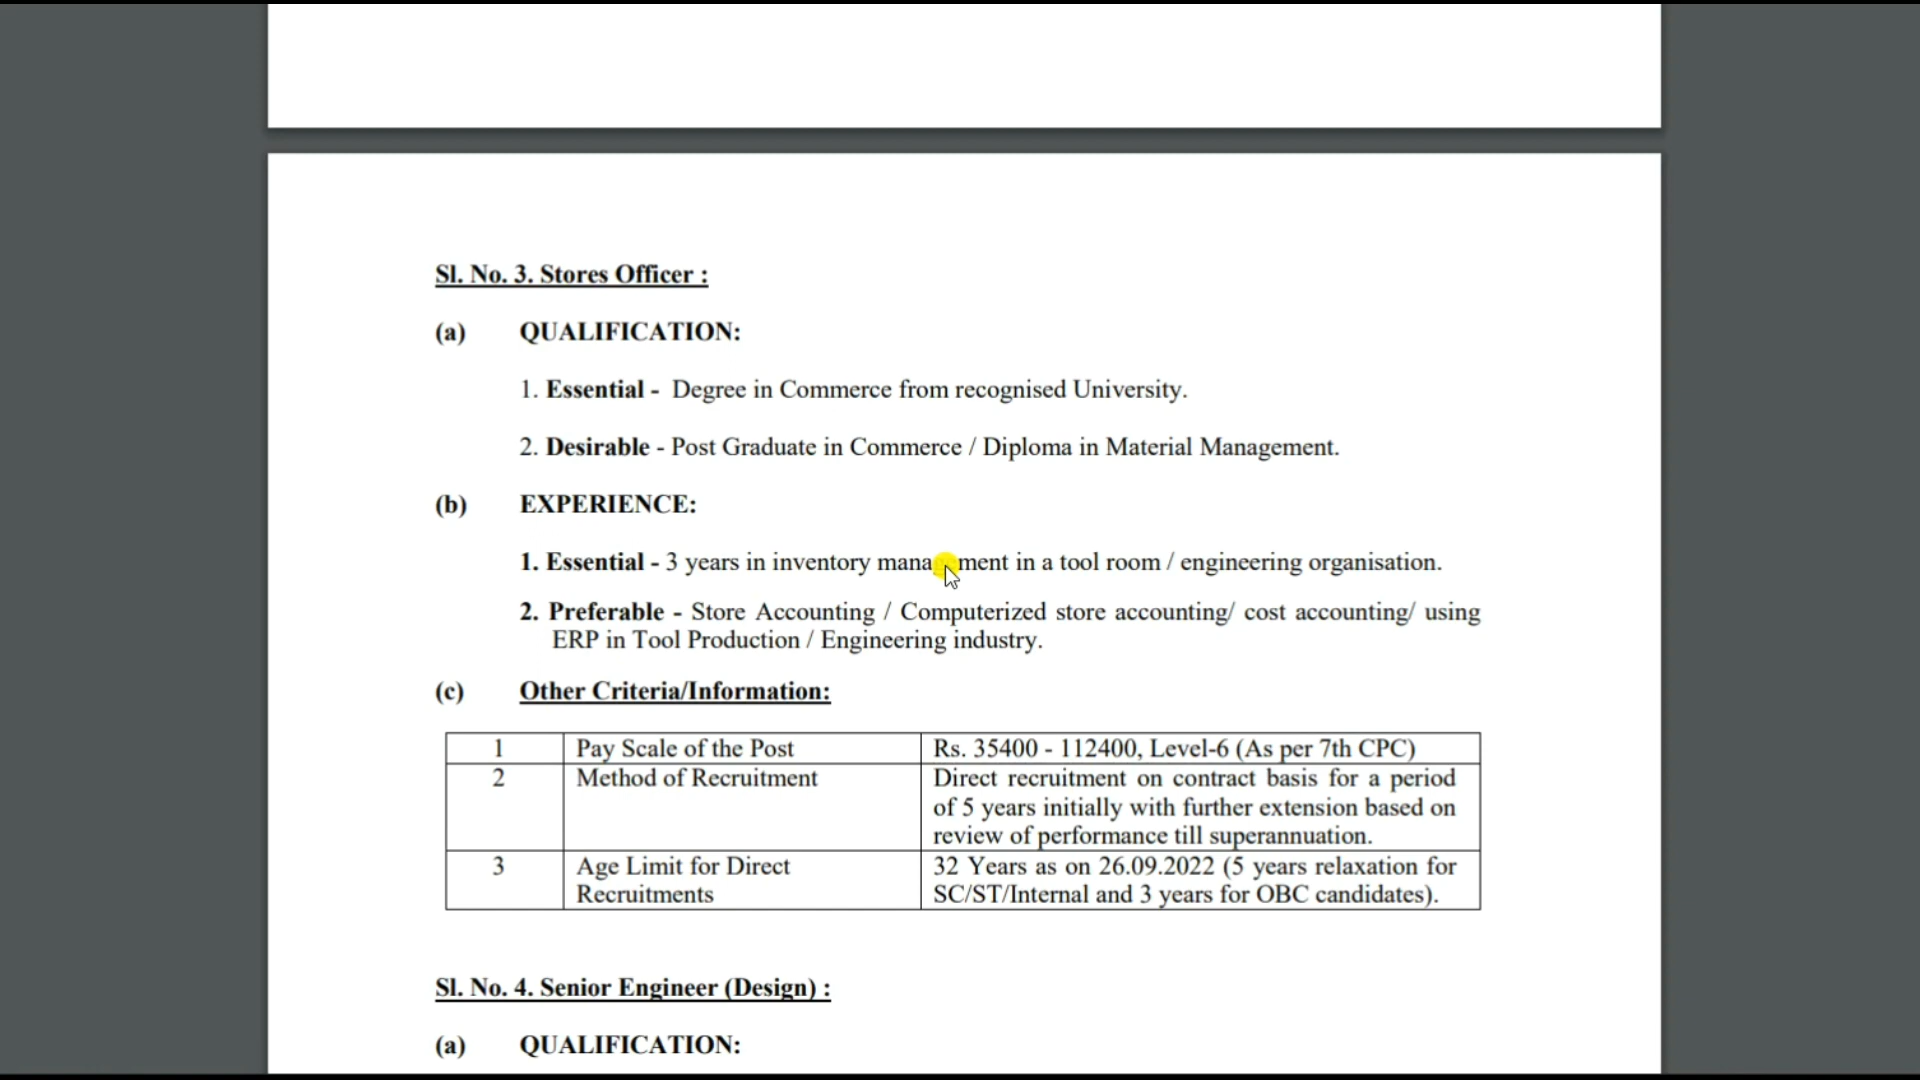 Sl. No. 3. Stores Officer :
(a) QUALIFICATION:
1. Essential - Degree in Commerce from recognised University.
2. Desirable - Post Graduate in Commerce / Diploma in Material Management.
(b) EXPERIENCE:
1. Essential - 3 years in inventory management in a tool room / engineering organisation.
2. Preferable - Store Accounting / Computerized store accounting/ cost accounting/ using
ERP in Tool Production / Engineering industry.
(c) Other Criteria/Information:
1 Pay Scale of the Post Rs. 35400 - 112400, Level-6 (As per 7th CPC)
2 Method of Recruitment Direct recruitment on contract basis for a period
of 5 years initially with further extension based on
review of performance till superannuation.
3 Age Limit for Direct 32 Years as on 26.09.2022 (5 years relaxation for
Recruitments SC/ST/Internal and 3 years for OBC candidates).
Sl. No. 4. Senior Engineer (Design) :
(a) QUALIFICATION: